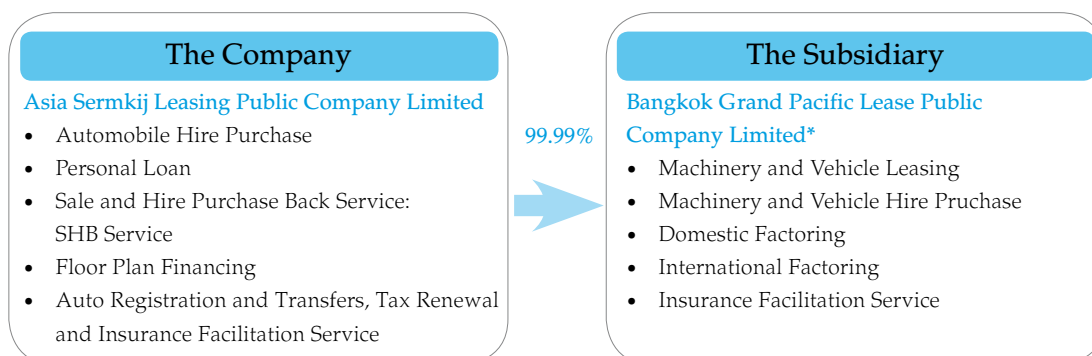 The Company
Asia Sermkij Leasing Public Company Limited
• Automobile Hire Purchase
• Personal Loan
• Sale and Hire Purchase Back Service:
SHB Service
• Floor Plan Financing
• Auto Registration and Transfers, Tax Renewal
and Insurance Facilitation Service
99.99%
The Subsidiary
Bangkok Grand Pacific Lease Public
Company Limited*
• Machinery and Vehicle Leasing
• Machinery and Vehicle Hire Pruchase
• Domestic Factoring
• International Factoring
• Insurance Facilitation Service